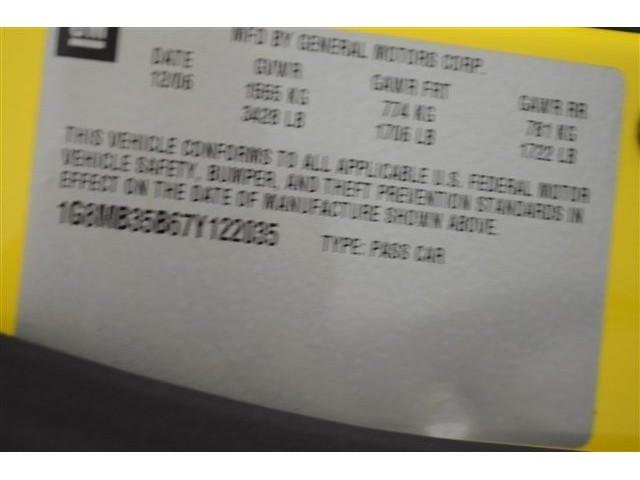 GM
MFD BY GENERAL MOTORS CORP.
DATE GVWR GAWR FRT GAWR RR
12/06 1555 KG 774 KG 781 KG
3428 LB 1706 LB 1722 LB
THIS VEHICLE CONFORMS TO ALL APPLICABLE U.S. FEDERAL MOTOR
VEHICLE SAFETY, BUMPER, AND THEFT PREVENTION STANDARDS IN
EFFECT ON THE DATE OF MANUFACTURE SHOWN ABOVE.
1G8MB35B67Y122035 TYPE: PASS CAR